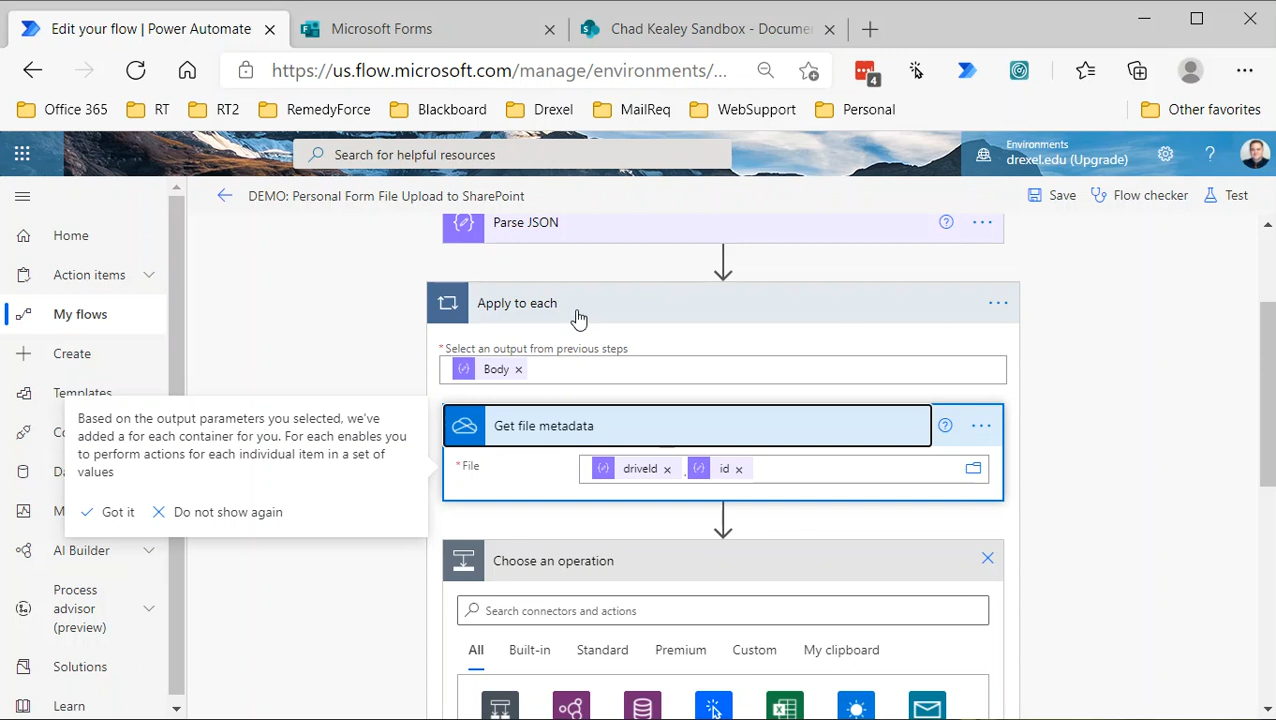 Edit your flow | Power Automate
Microsoft Forms
Chad Kealey Sandbox - Docume
https://us.flow.microsoft.com/manage/environments/...
4
Office 365
RT
RT2
RemedyForce
Blackboard
Drexel
MailReq
WebSupport
Personal
Other favorites
Search for helpful resources
Environments
drexel.edu (Upgrade)
?
DEMO: Personal Form File Upload to SharePoint
Save
Flow checker
Test
Home
Action items
My flows
Create
Templates
AI Builder
Process
advisor
(preview)
Solutions
Learn
Parse JSON
Apply to each
* Select an output from previous steps
Body
Get file metadata
* File
driveId
.
id
Based on the output parameters you selected, we've
added a for each container for you. For each enables you
to perform actions for each individual item in a set of
values
Got it
Do not show again
Choose an operation
Search connectors and actions
All
Built-in
Standard
Premium
Custom
My clipboard